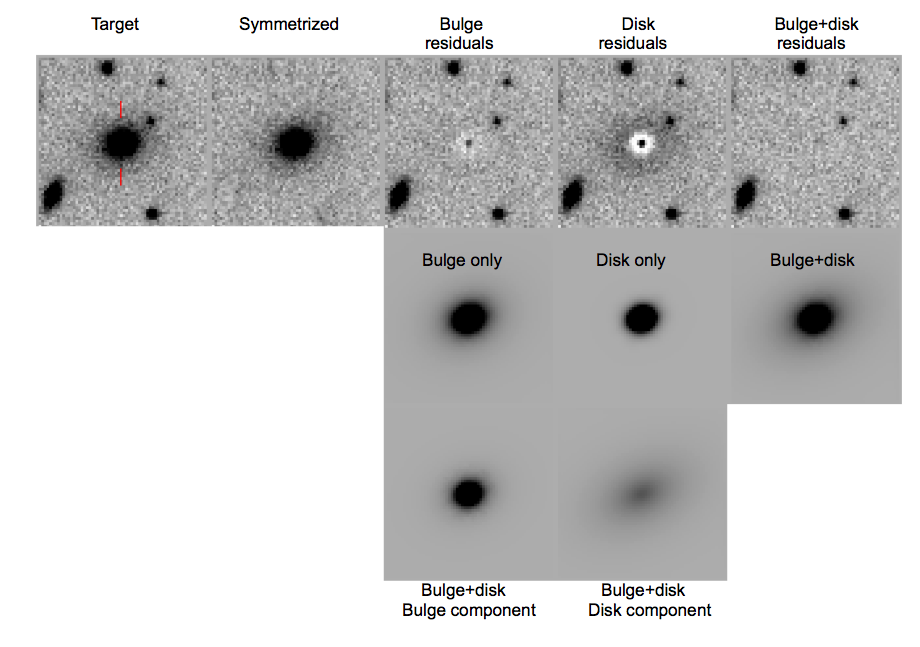 Target
Symmetrized
Bulge
residuals
Disk
residuals
Bulge+disk
residuals
Bulge only
Disk only
Bulge+disk
Bulge+disk
Bulge component
Bulge+disk
Disk component